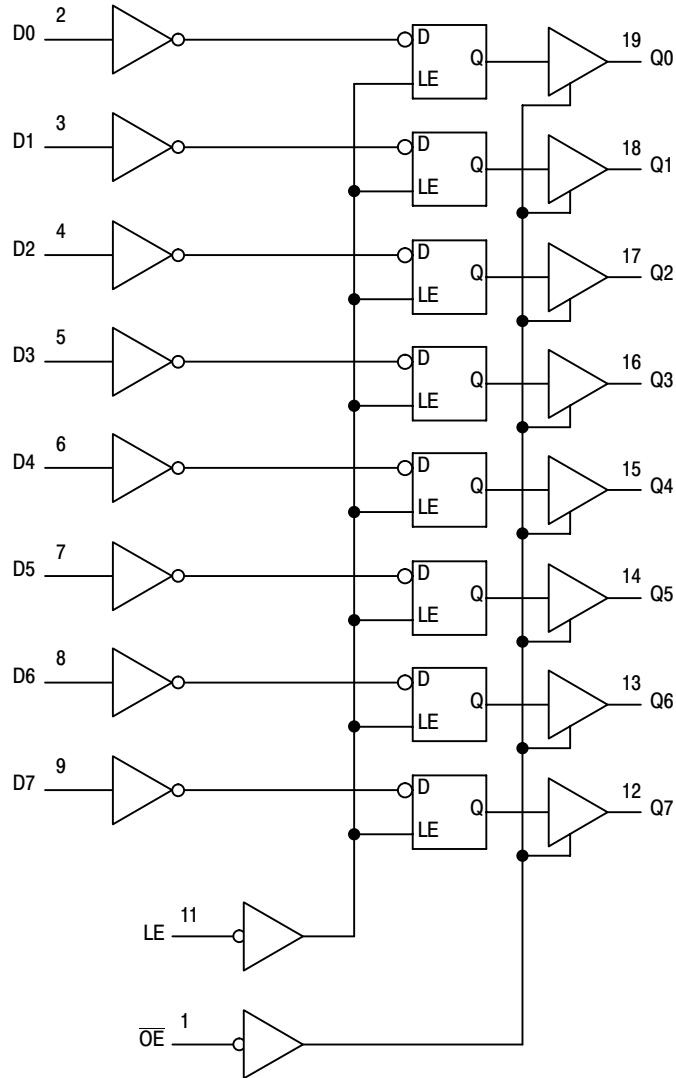 D0 2 D Q LE 19 Q0
D1 3 D Q LE 18 Q1
D2 4 D Q LE 17 Q2
D3 5 D Q LE 16 Q3
D4 6 D Q LE 15 Q4
D5 7 D Q LE 14 Q5
D6 8 D Q LE 13 Q6
D7 9 D Q LE 12 Q7
LE 11
O̅E̅ 1